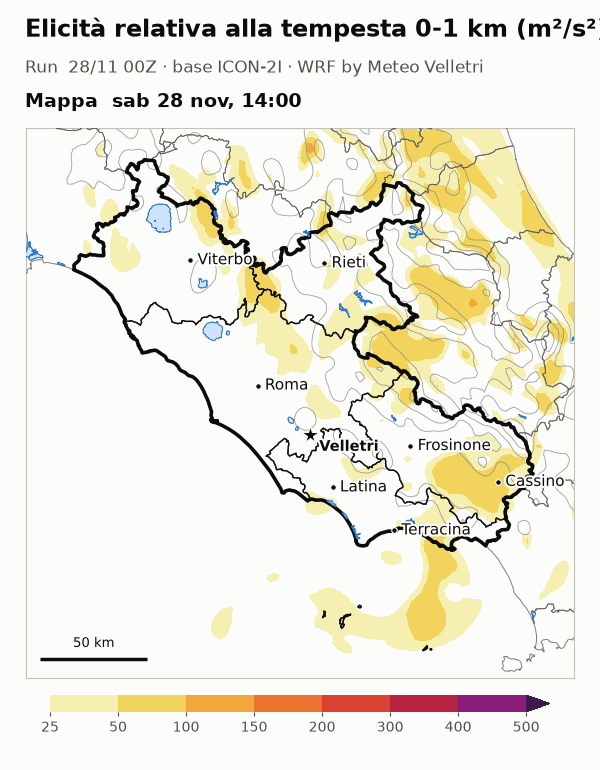 Elicità relativa alla tempesta 0-1 km (m²/s²)
Run 28/11 00Z · base ICON-2I · WRF by Meteo Velletri
Mappa sab 28 nov, 14:00
Viterbo
Rieti
Roma
Velletri
Frosinone
Cassino
Latina
Terracina
50 km
25 50 100 150 200 300 400 500